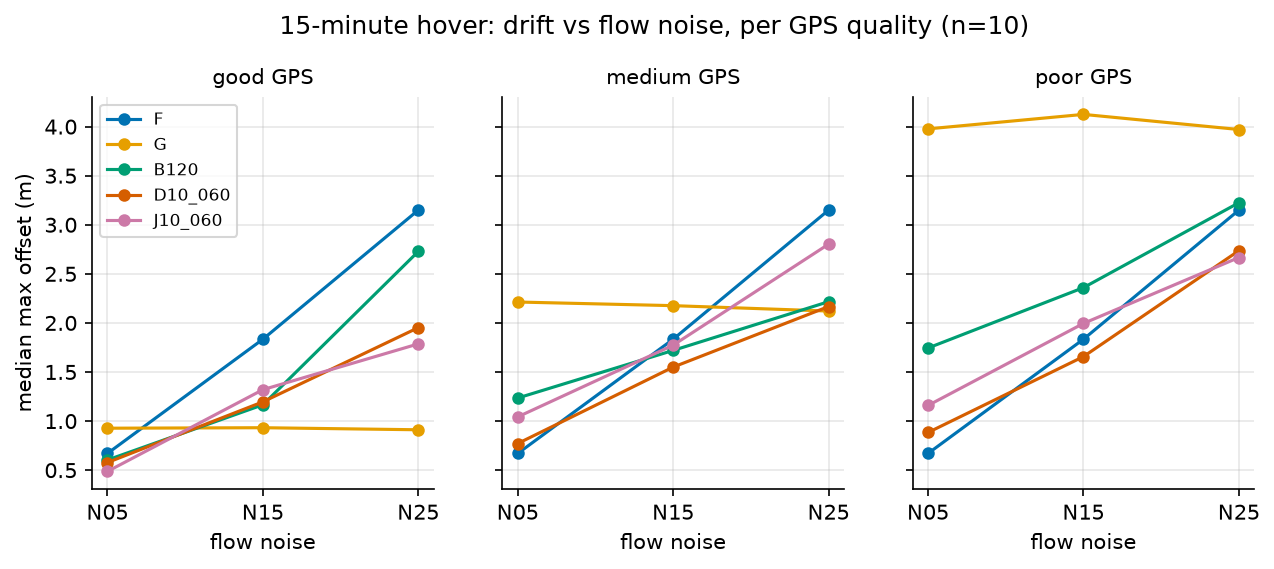 15-minute hover: drift vs flow noise, per GPS quality (n=10)
good GPS
medium GPS
poor GPS
median max offset (m)
4.0
3.5
3.0
2.5
2.0
1.5
1.0
0.5
F
G
B120
D10_060
J10_060
N05 N15 N25
N05 N15 N25
N05 N15 N25
flow noise
flow noise
flow noise